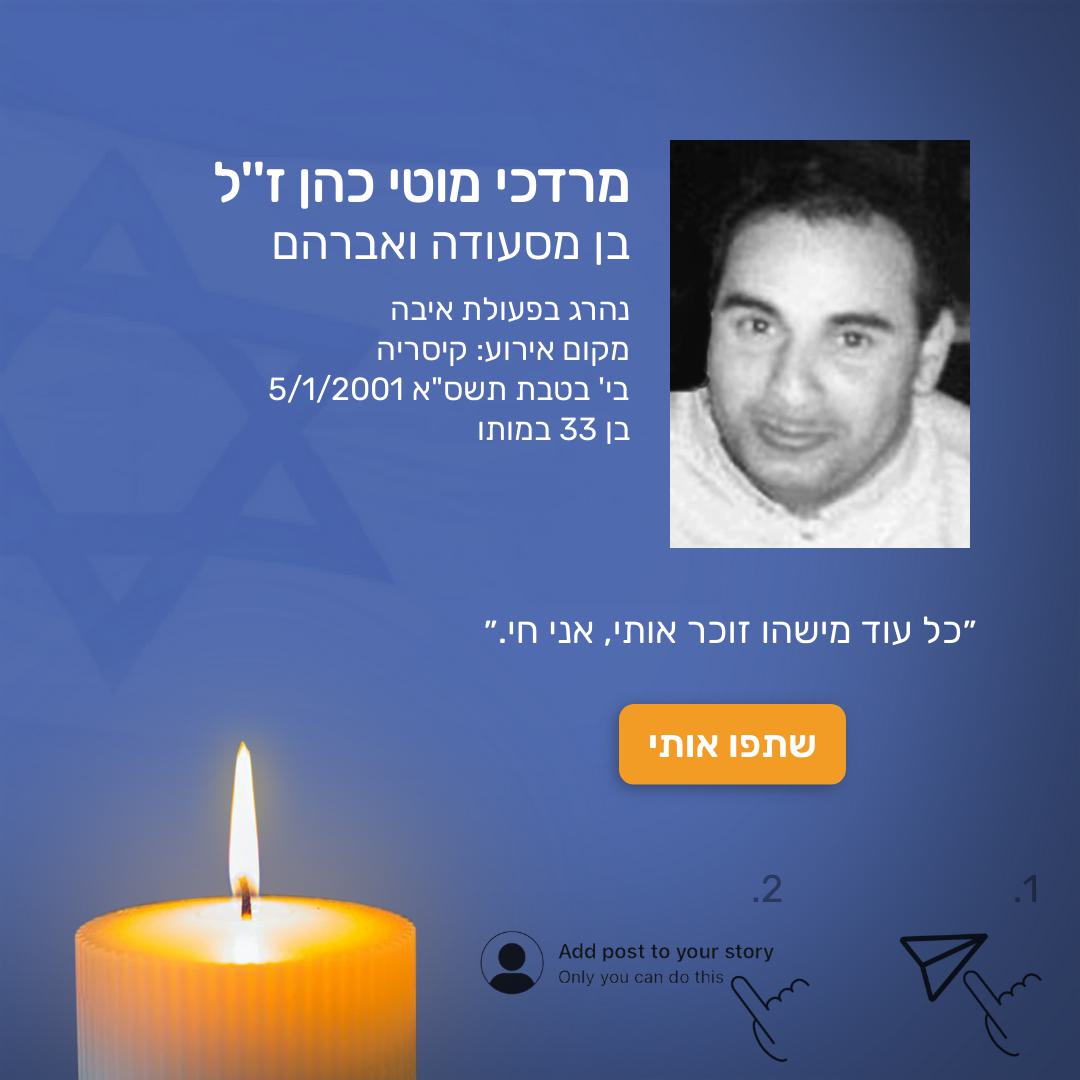 מרדכי מוטי כהן ז"ל
בן מסעודה ואברהם
נהרג בפעולת איבה
מקום אירוע: קיסריה
בי' בטבת תשס"א 5/1/2001
בן 33 במותו
״כל עוד מישהו זוכר אותי, אני חי.״
שתפו אותי
1.
2.
Add post to your story
Only you can do this